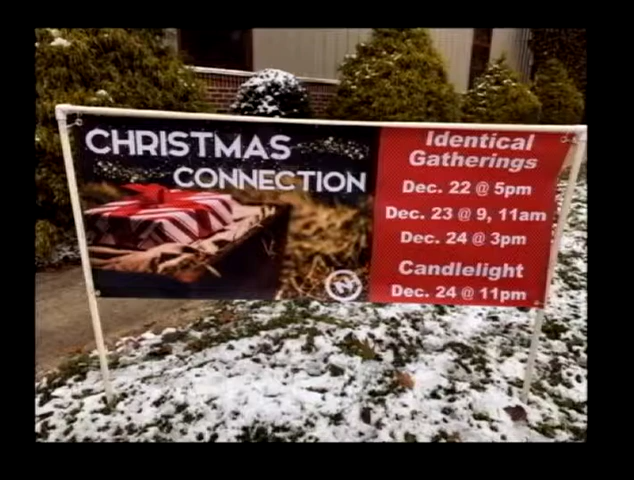 CHRISTMAS
CONNECTION
Identical
Gatherings
Dec. 22 @ 5pm
Dec. 23 @ 9, 11am
Dec. 24 @ 3pm
Candlelight
Dec. 24 @ 11pm
N